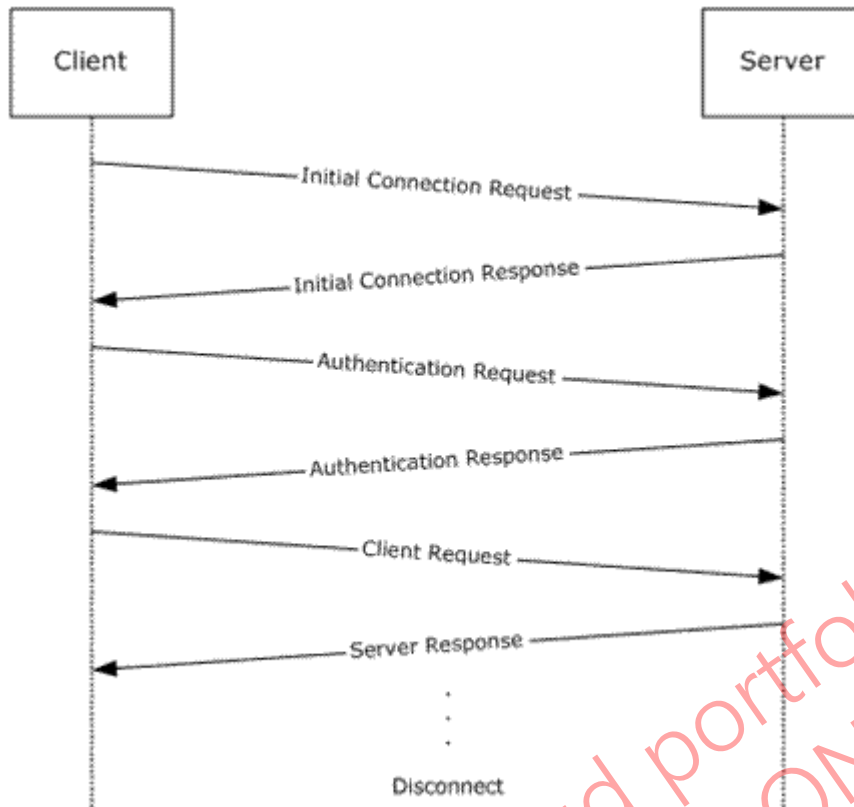 Client
Server
Initial Connection Request
Initial Connection Response
Authentication Request
Authentication Response
Client Request
Server Response
Disconnect